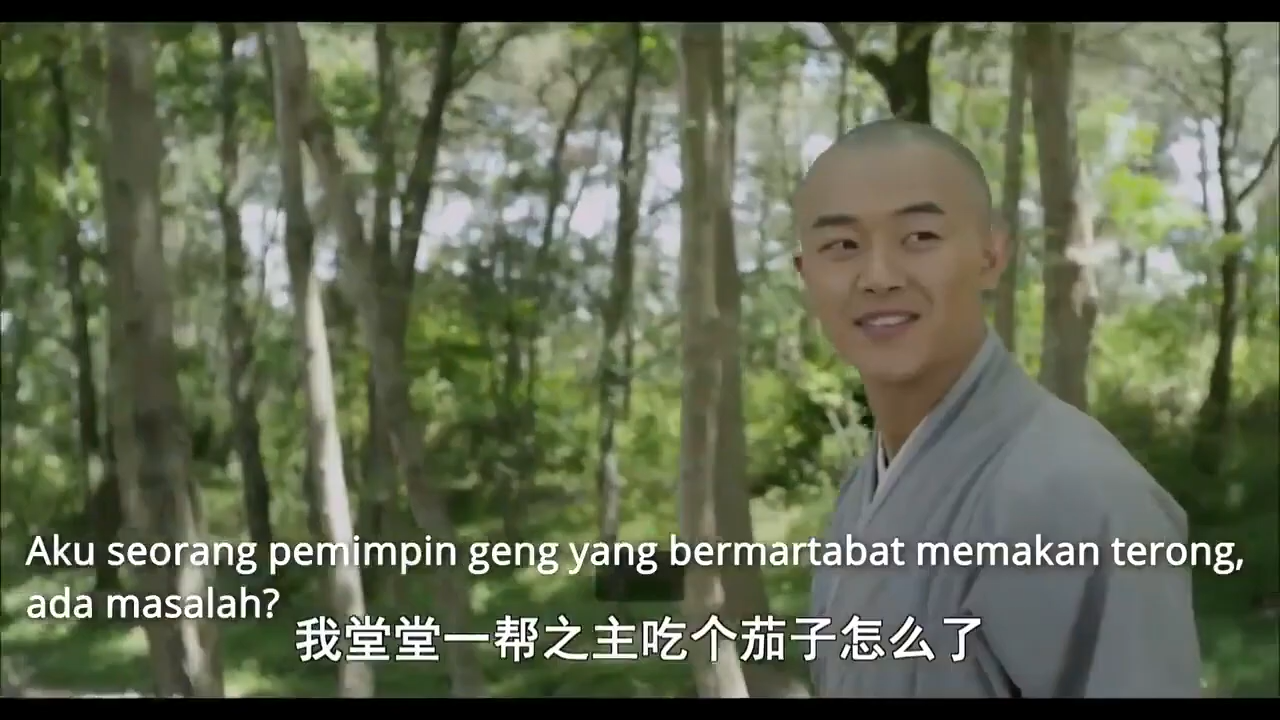 Aku seorang pemimpin geng yang bermartabat memakan terong,
ada masalah?
我堂堂一帮之主吃个茄子怎么了